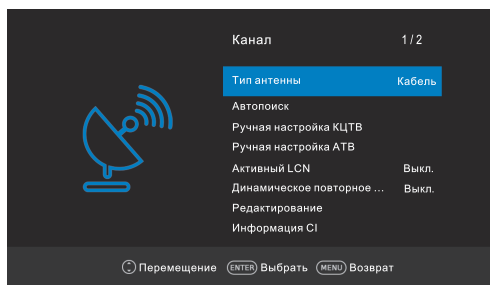 Канал 1/2
Тип антенны Кабель
Автопоиск
Ручная настройка КЦТВ
Ручная настройка АТВ
Активный LCN Выкл.
Динамическое повторное ... Выкл.
Редактирование
Информация CI
Перемещение ENTER Выбрать MENU Возврат